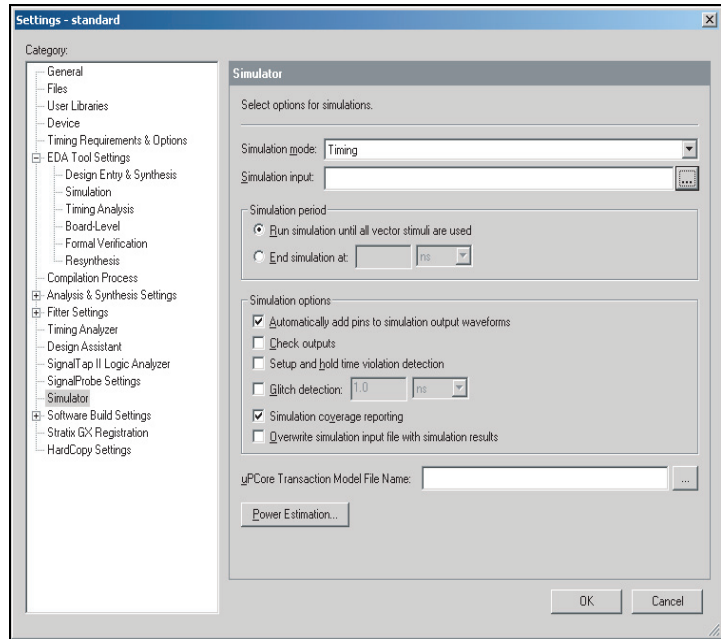 Settings - standard
Category:
General
Files
User Libraries
Device
Timing Requirements & Options
EDA Tool Settings
Design Entry & Synthesis
Simulation
Timing Analysis
Board-Level
Formal Verification
Resynthesis
Compilation Process
Analysis & Synthesis Settings
Fitter Settings
Timing Analyzer
Design Assistant
SignalTap II Logic Analyzer
SignalProbe Settings
Simulator
Software Build Settings
Stratix GX Registration
HardCopy Settings
Simulator
Select options for simulations.
Simulation mode: Timing
Simulation input: ...
Simulation period
Run simulation until all vector stimuli are used
End simulation at: ns
Simulation options
Automatically add pins to simulation output waveforms
Check outputs
Setup and hold time violation detection
Glitch detection: 1.0 ns
Simulation coverage reporting
Overwrite simulation input file with simulation results
uPCore Transaction Model File Name: ...
Power Estimation...
OK Cancel